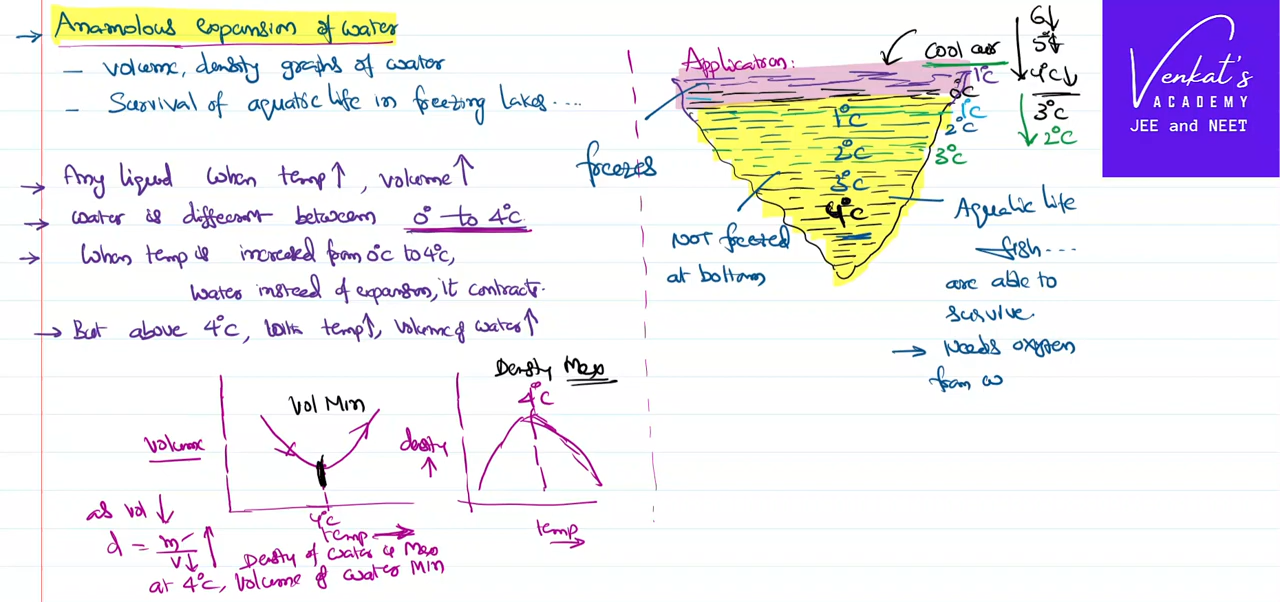 → Anamolous expansion of water
– volume, density graphs of water
– Survival of aquatic life in freezing lakes....
→ Any liquid when temp↑, volume↑
→ water is different between 0° to 4°C
→ When temp is increased from 0°C to 4°C,
water instead of expansion, it contracts.
→ But above 4°C, with temp↑, volume of water↑
Vol Min
volume
4°C
temp →
as vol ↓
d = m/v↓ ↑
Density of water is Max
at 4°C, volume of water MIN
Density Max
4°C
density ↑
temp →
Application:
Cool air
6↓
5°↓
4°C↓
3°C
2°C
1°C
0°C
1°C
2°C
3°C
1°C
2°C
3°C
4°C
freezes
NOT freezed
at bottom
Aquatic life
fish...
are able to
survive.
→ Needs oxygen
from w
VENKAT'S
ACADEMY
JEE and NEET